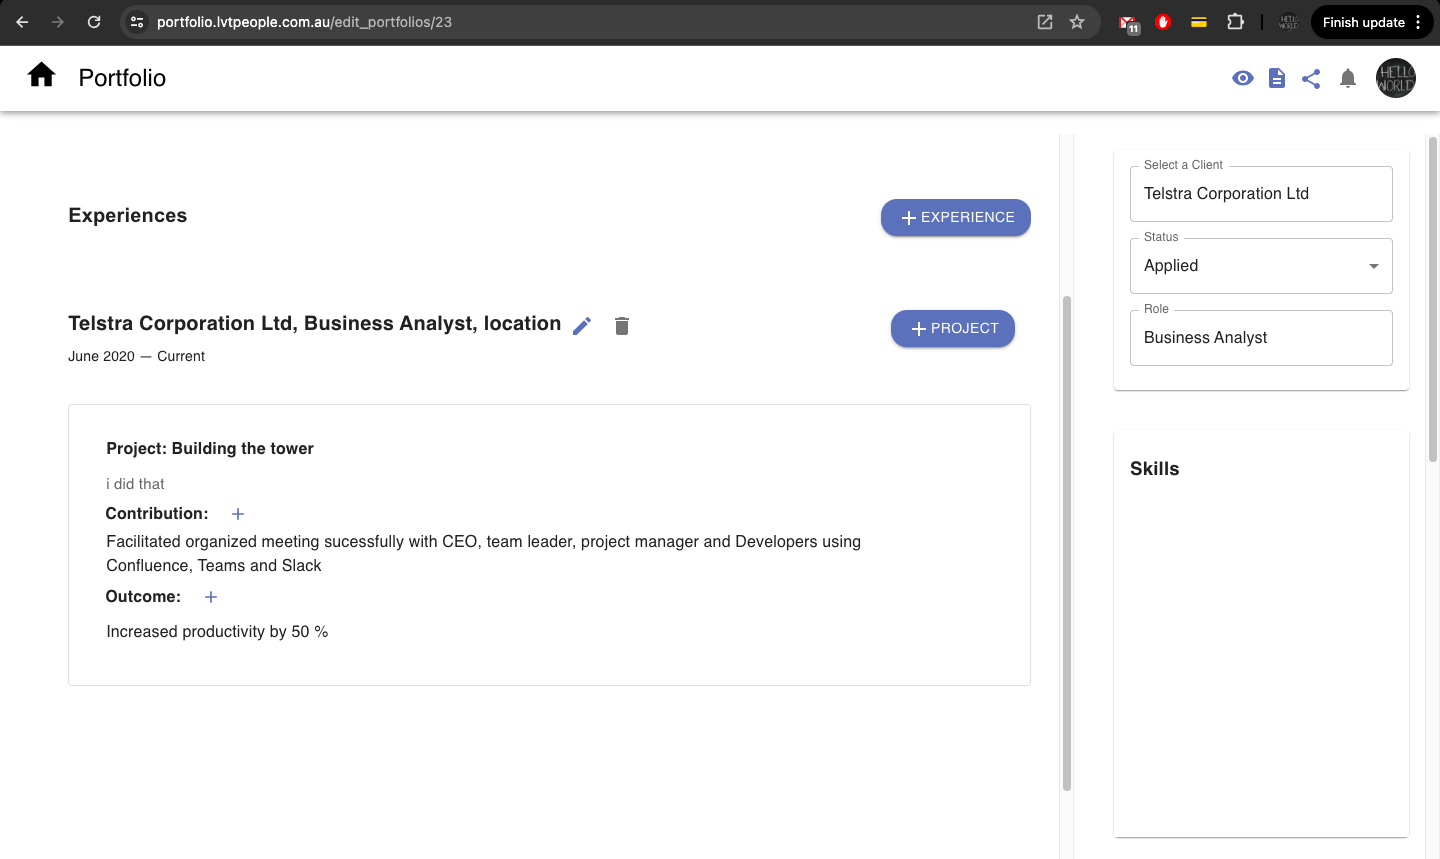 portfolio.lvtpeople.com.au/edit_portfolios/23
11
HELLO WORLD
Finish update
Portfolio
HELLO
WORLD
Experiences
EXPERIENCE
Telstra Corporation Ltd, Business Analyst, location
PROJECT
June 2020 — Current
Project: Building the tower
i did that
Contribution:
Facilitated organized meeting sucessfully with CEO, team leader, project manager and Developers using
Confluence, Teams and Slack
Outcome:
Increased productivity by 50 %
Select a Client
Telstra Corporation Ltd
Status
Applied
Role
Business Analyst
Skills